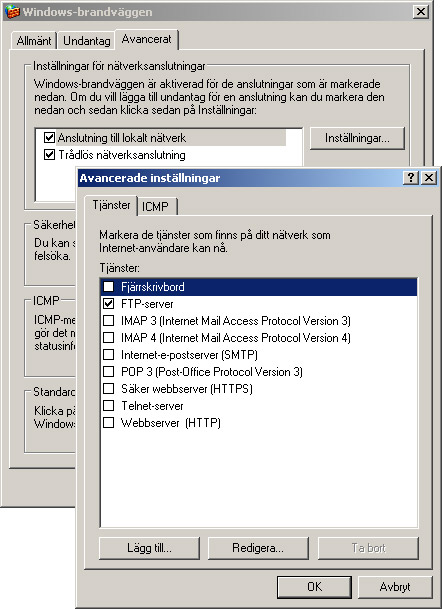 Windows-brandväggen
Allmänt Undantag Avancerat
Inställningar för nätverksanslutningar
Windows-brandväggen är aktiverad för de anslutningar som är markerade
nedan. Om du vill lägga till undantag för en anslutning kan du markera den
nedan och sedan klicka sedan på Inställningar:
Anslutning till lokalt nätverk
Trådlös nätverksanslutning
Inställningar...
Säkerhet
Du kan s
felsöka.
ICMP
ICMP-me
gör det m
statusinfo
Standard
Klicka på
Windows
Avancerade inställningar
Tjänster ICMP
Markera de tjänster som finns på ditt nätverk som
Internet-användare kan nå.
Tjänster:
Fjärrskrivbord
FTP-server
IMAP 3 (Internet Mail Access Protocol Version 3)
IMAP 4 (Internet Mail Access Protocol Version 4)
Internet-e-postserver (SMTP)
POP 3 (Post-Office Protocol Version 3)
Säker webbserver (HTTPS)
Telnet-server
Webbserver (HTTP)
Lägg till... Redigera... Ta bort
OK Avbryt